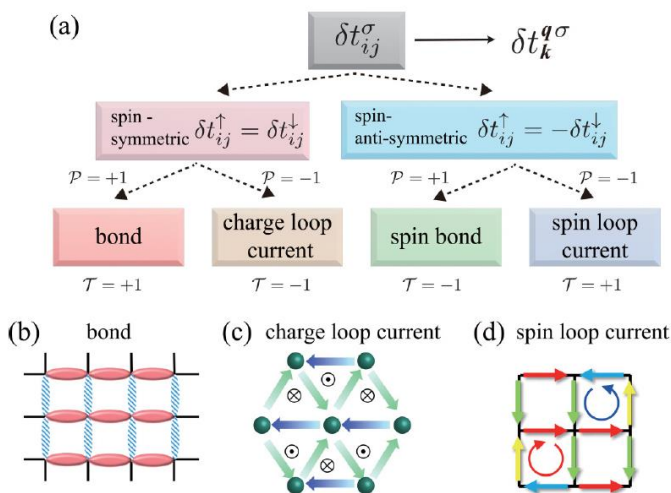 (a)
δt_{ij}^{σ} δt_{k}^{qσ}
spin - symmetric δt_{ij}^{↑} = δt_{ij}^{↓}
spin- anti-symmetric δt_{ij}^{↑} = −δt_{ij}^{↓}
P = +1 P = −1 P = +1 P = −1
bond
charge loop current
spin bond
spin loop current
T = +1 T = −1 T = −1 T = +1
(b) bond
(c) charge loop current
(d) spin loop current